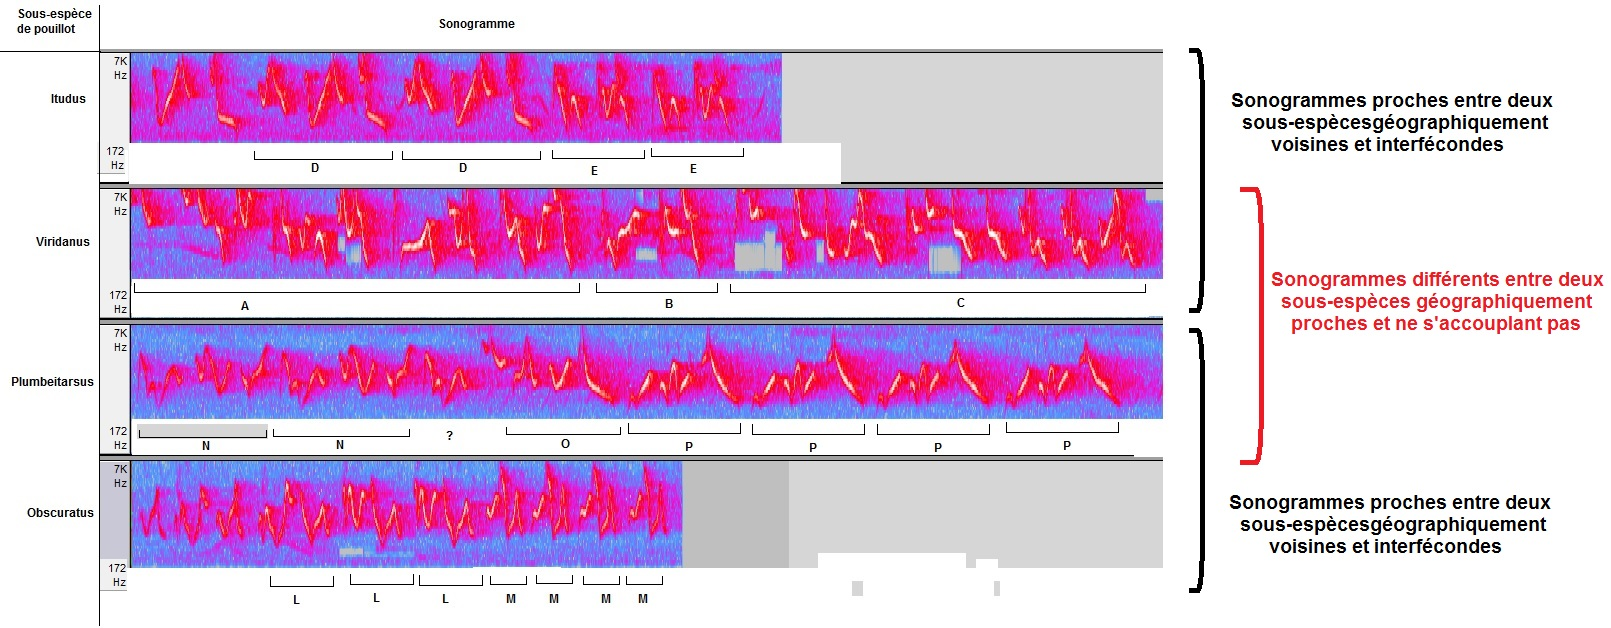 Sous-espèce
de pouillot
Sonogramme
7K
Hz
Itudus
172
Hz
D D E E
7K
Hz
Viridanus
172
Hz
A B C
7K
Hz
Plumbeitarsus
172
Hz
N N ? O P P P P
7K
Hz
Obscuratus
172
Hz
L L L M M M M
Sonogrammes proches entre deux
sous-espècesgéographiquement
voisines et interfécondes
Sonogrammes différents entre deux
sous-espèces géographiquement
proches et ne s'accouplant pas
Sonogrammes proches entre deux
sous-espècesgéographiquement
voisines et interfécondes